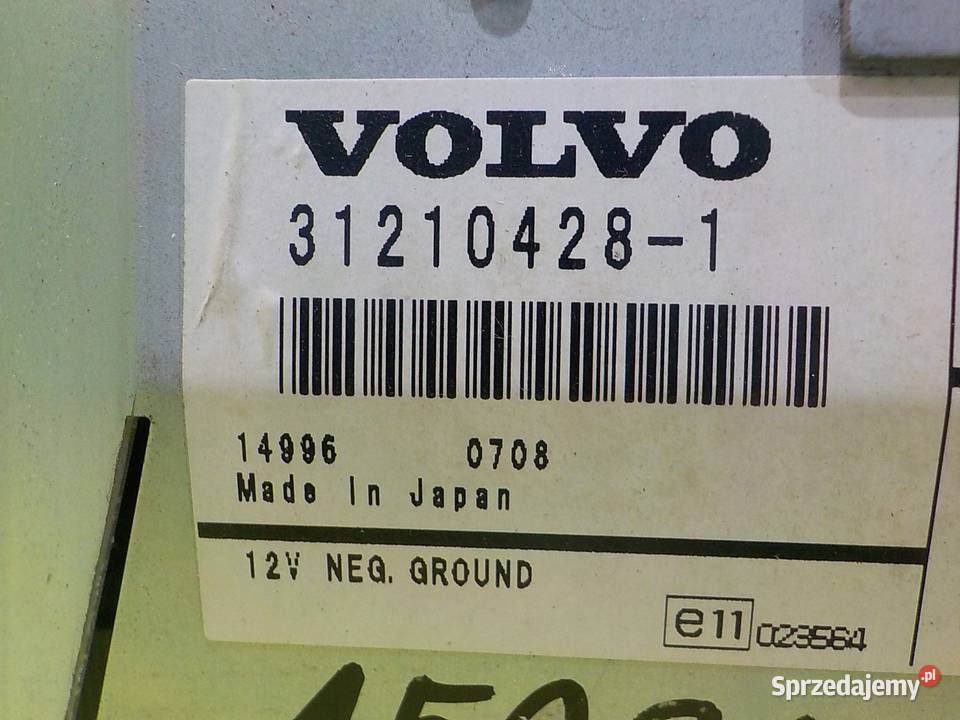 VOLVO
31210428-1
14996 0708
Made In Japan
12V NEG. GROUND
e11 023564
Sprzedajemy.pl